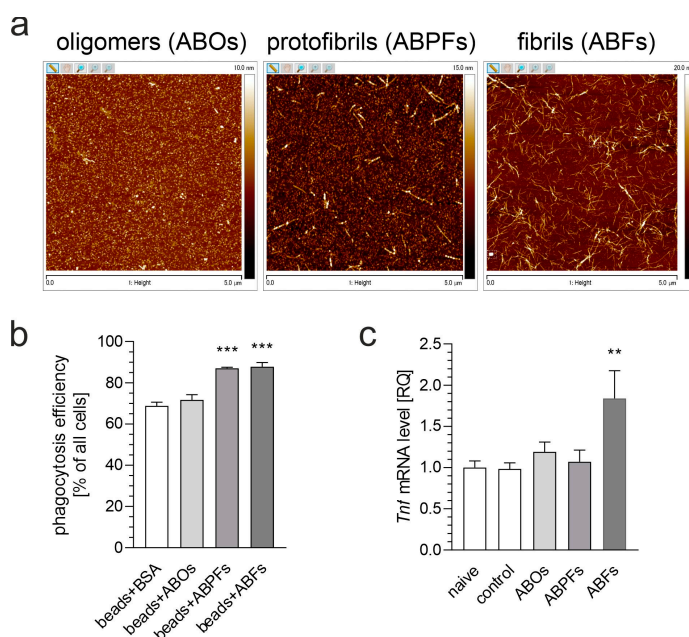 a
oligomers (ABOs) protofibrils (ABPFs) fibrils (ABFs)
10.0 nm 15.0 nm 20.0 nm
0.0 1: Height 5.0 µm 0.0 1: Height 5.0 µm 0.0 1: Height 5.0 µm
b
phagocytosis efficiency
[% of all cells]
100
80
60
40
20
0
*** ***
beads+BSA
beads+ABOs
beads+ABPFs
beads+ABFs
c
Tnf mRNA level [RQ]
2.5
2.0
1.5
1.0
0.5
0.0
**
naive
control
ABOs
ABPFs
ABFs